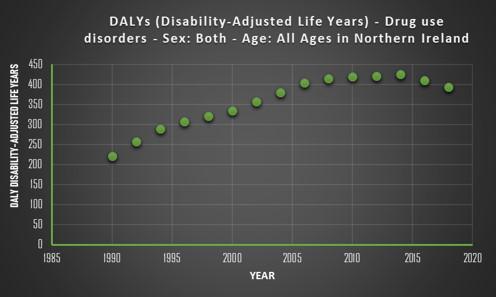 DALYs (Disability-Adjusted Life Years) - Drug use
disorders - Sex: Both - Age: All Ages in Northern Ireland
DALY DISABILITY-ADJUSTED LIFE YEARS
450
400
350
300
250
200
150
100
50
0
1985 1990 1995 2000 2005 2010 2015 2020
YEAR